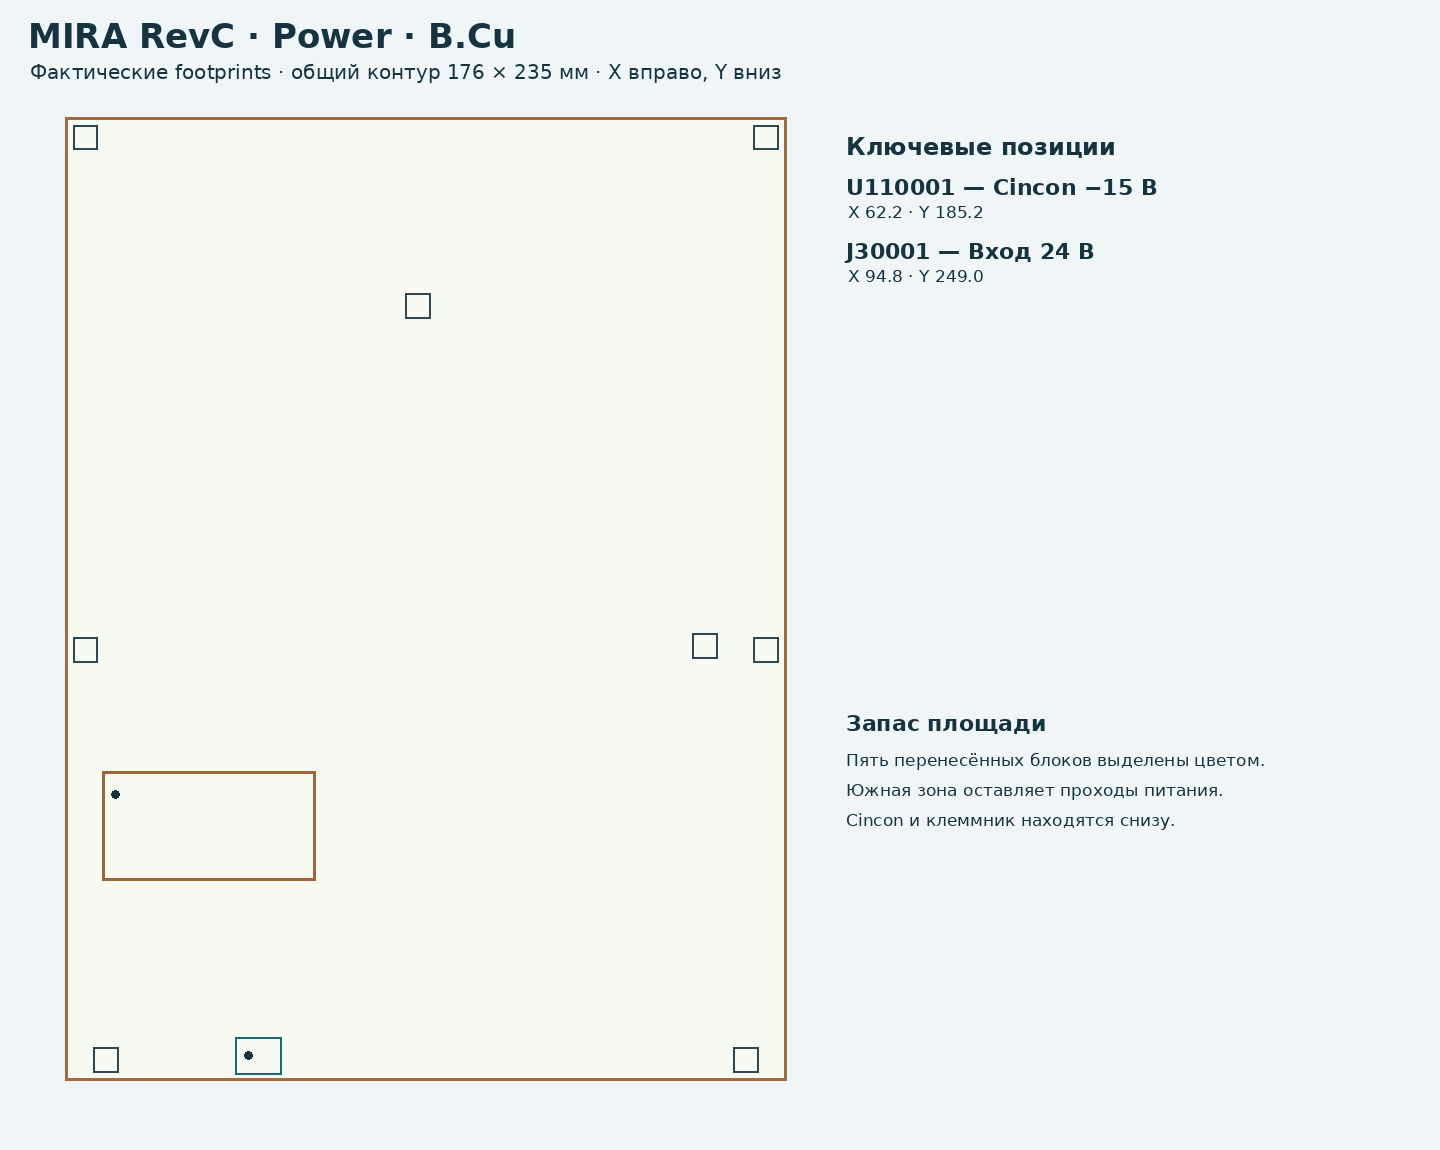 MIRA RevC · Power · B.Cu
Фактические footprints · общий контур 176 × 235 мм · X вправо, Y вниз
Ключевые позиции
U110001 — Cincon −15 В
X 62.2 · Y 185.2
J30001 — Вход 24 В
X 94.8 · Y 249.0
Запас площади
Пять перенесённых блоков выделены цветом.
Южная зона оставляет проходы питания.
Cincon и клеммник находятся снизу.